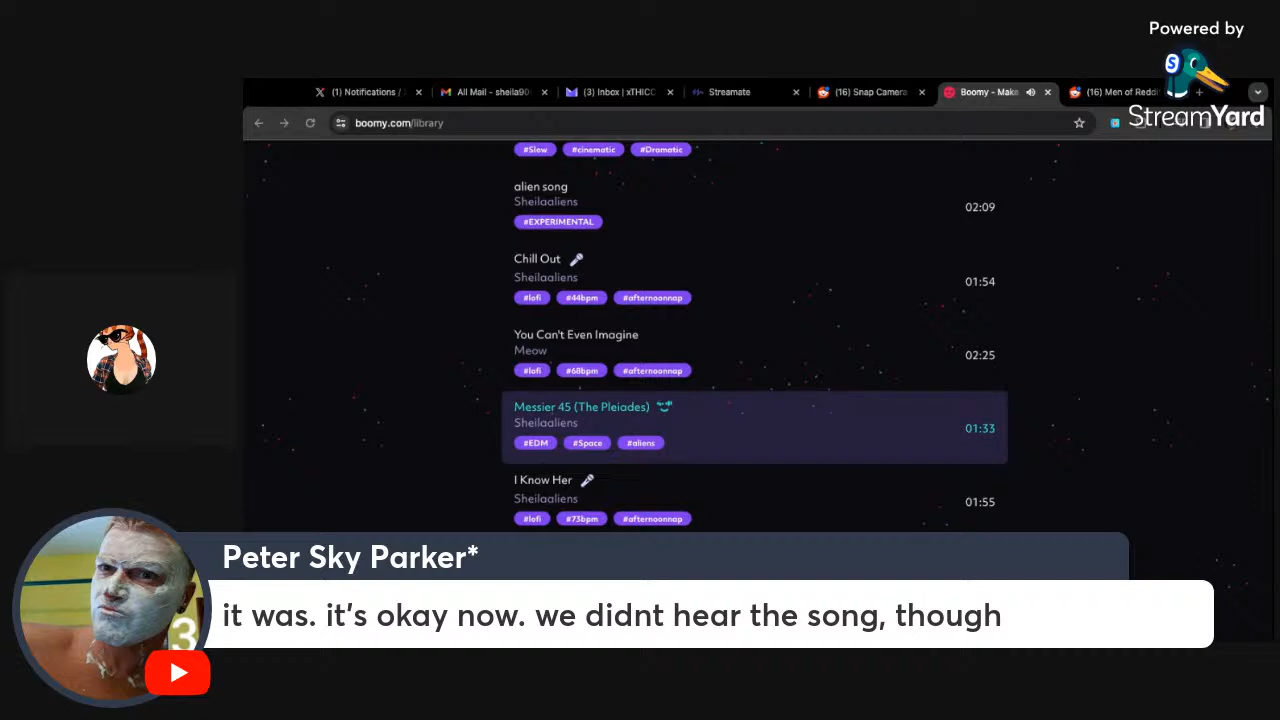 Powered by
StreamYard
(1) Notifications /
All Mail - sheila90
(3) Inbox | xTHICC
Streamate
(16) Snap Camera
Boomy - Make
(16) Men of Reddi
boomy.com/library
#Slow #cinematic #Dramatic
alien song
Sheilaaliens
02:09
#EXPERIMENTAL
Chill Out
Sheilaaliens
01:54
#lofi #44bpm #afternoonnap
You Can't Even Imagine
Meow
02:25
#lofi #68bpm #afternoonnap
Messier 45 (The Pleiades)
Sheilaaliens
01:33
#EDM #Space #aliens
I Know Her
Sheilaaliens
01:55
#lofi #73bpm #afternoonnap
Peter Sky Parker*
it was. it's okay now. we didnt hear the song, though
3